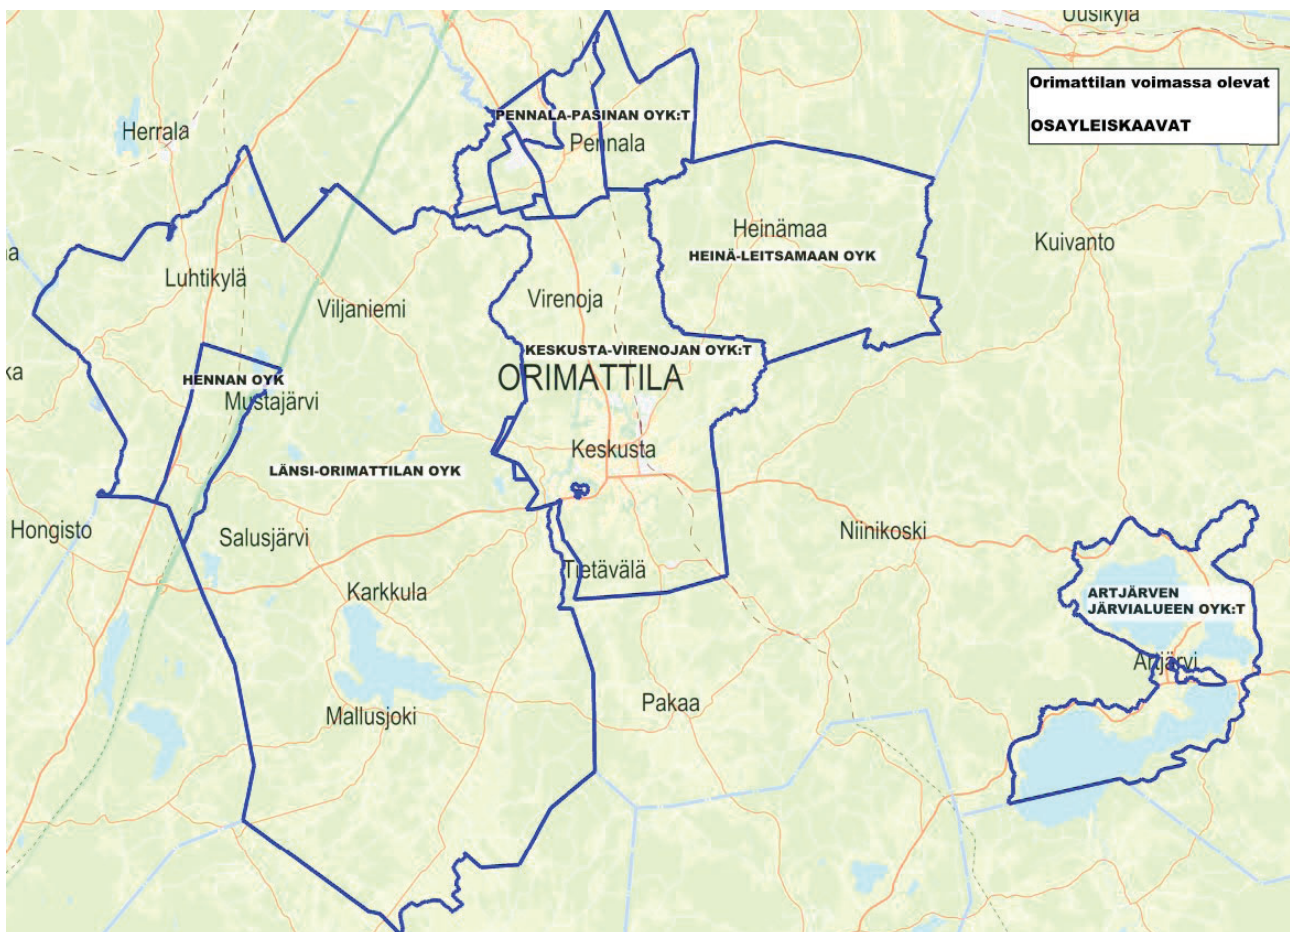 Uusikylä
Orimattilan voimassa olevat
OSAYLEISKAAVAT
Herrala
PENNALA-PASINAN OYK:T
Pennala
Heinämaa
HEINÄ-LEITSAMAAN OYK
Kuivanto
Luhtikylä
Viljaniemi
Virenoja
KESKUSTA-VIRENOJAN OYK:T
ORIMATTILA
HENNAN OYK
Mustajärvi
LÄNSI-ORIMATTILAN OYK
Keskusta
Hongisto
Salusjärvi
Niinikoski
Tietävälä
Karkkula
ARTJÄRVEN
JÄRVIALUEEN OYK:T
Artjärvi
Mallusjoki
Pakaa